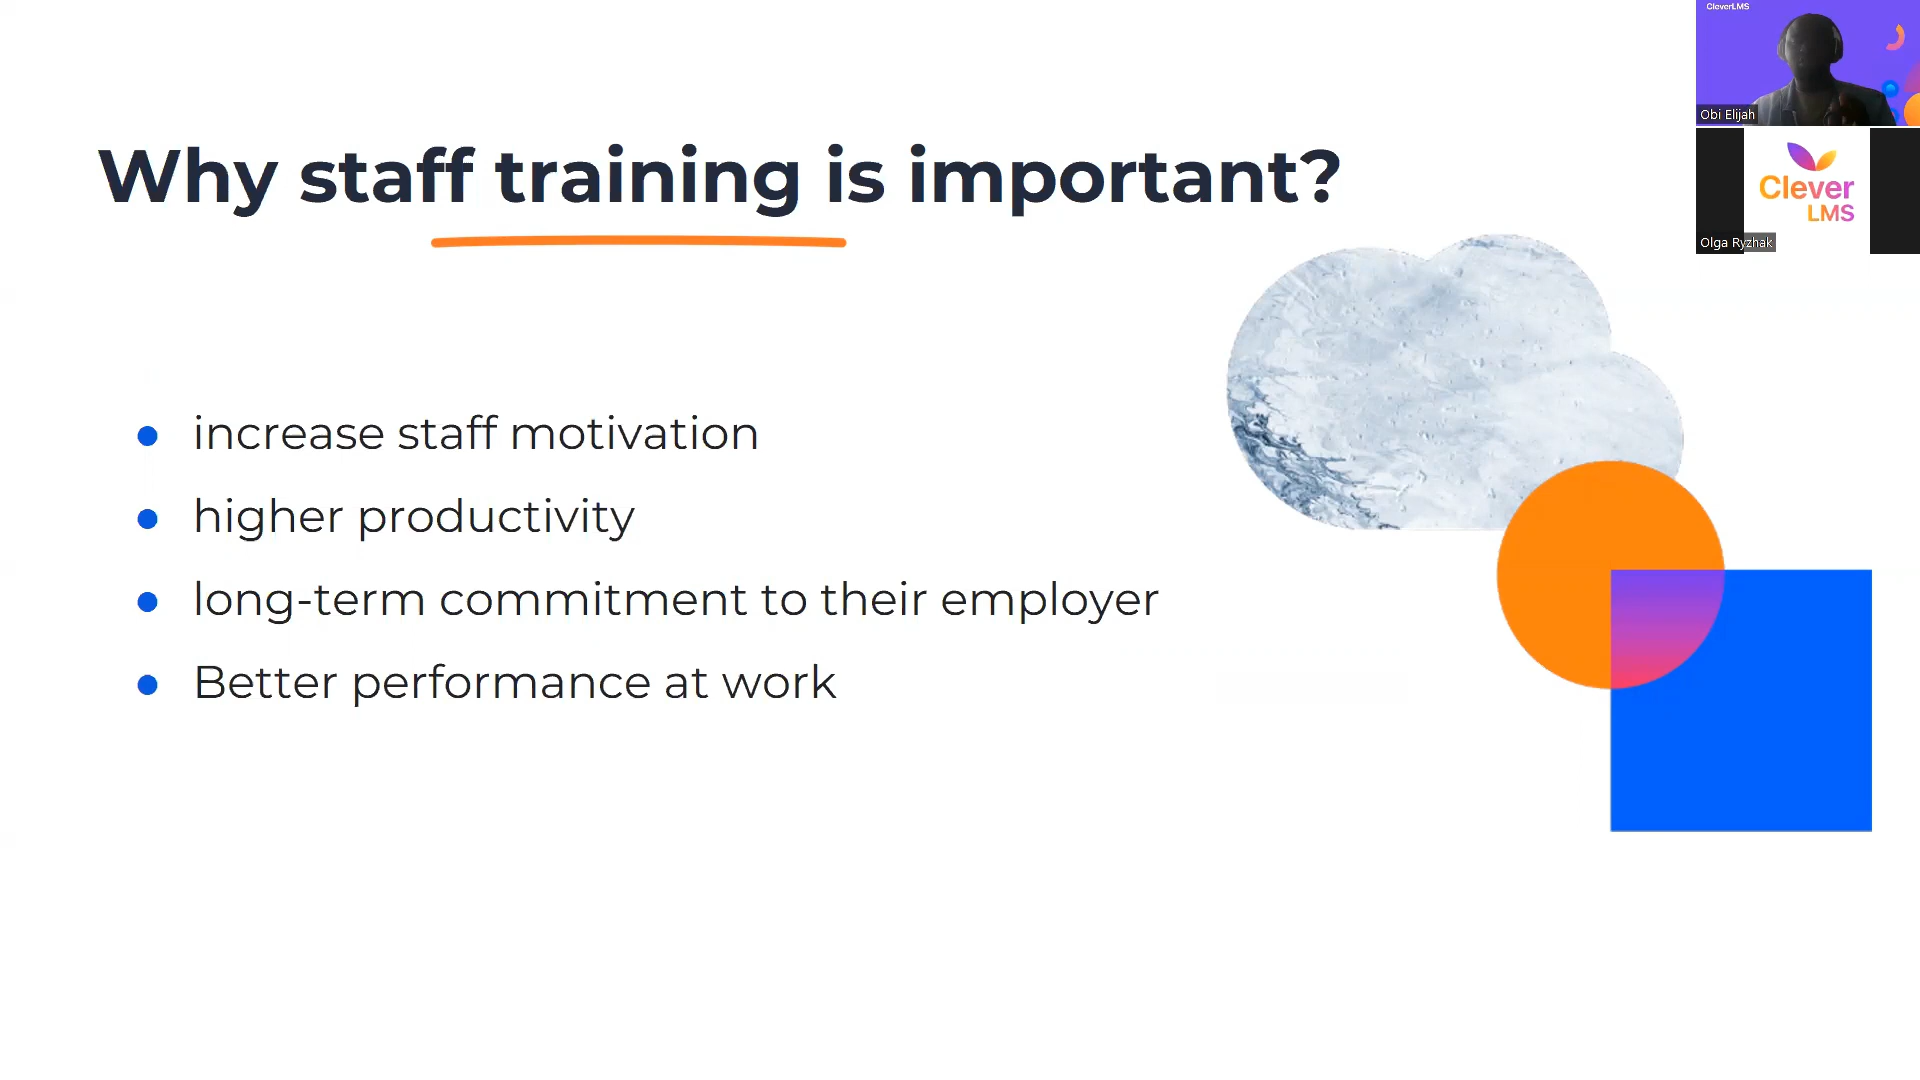 CleverLMS
Obi Elijah
Why staff training is important?
Clever
LMS
Olga Ryzhak
increase staff motivation
higher productivity
long-term commitment to their employer
Better performance at work